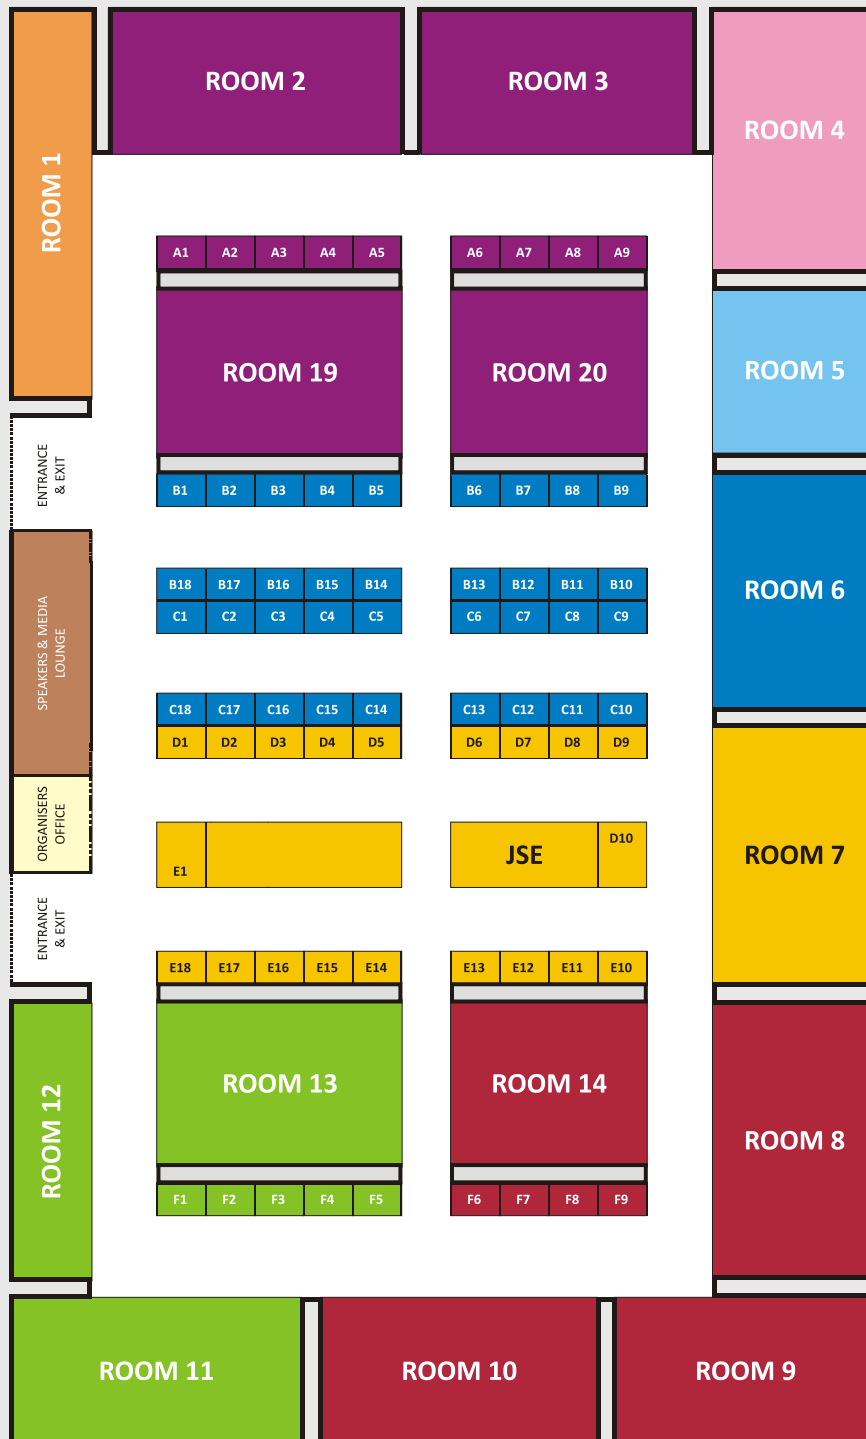 ROOM 1
ROOM 2
ROOM 3
ROOM 4
A1 A2 A3 A4 A5
A6 A7 A8 A9
ROOM 19
ROOM 20
ROOM 5
B1 B2 B3 B4 B5
B6 B7 B8 B9
ENTRANCE
& EXIT
B18 B17 B16 B15 B14
B13 B12 B11 B10
C1 C2 C3 C4 C5
C6 C7 C8 C9
ROOM 6
SPEAKERS & MEDIA
LOUNGE
C18 C17 C16 C15 C14
C13 C12 C11 C10
D1 D2 D3 D4 D5
D6 D7 D8 D9
ORGANISERS
OFFICE
E1
JSE
D10
ROOM 7
ENTRANCE
& EXIT
E18 E17 E16 E15 E14
E13 E12 E11 E10
ROOM 12
ROOM 13
ROOM 14
ROOM 8
F1 F2 F3 F4 F5
F6 F7 F8 F9
ROOM 11
ROOM 10
ROOM 9